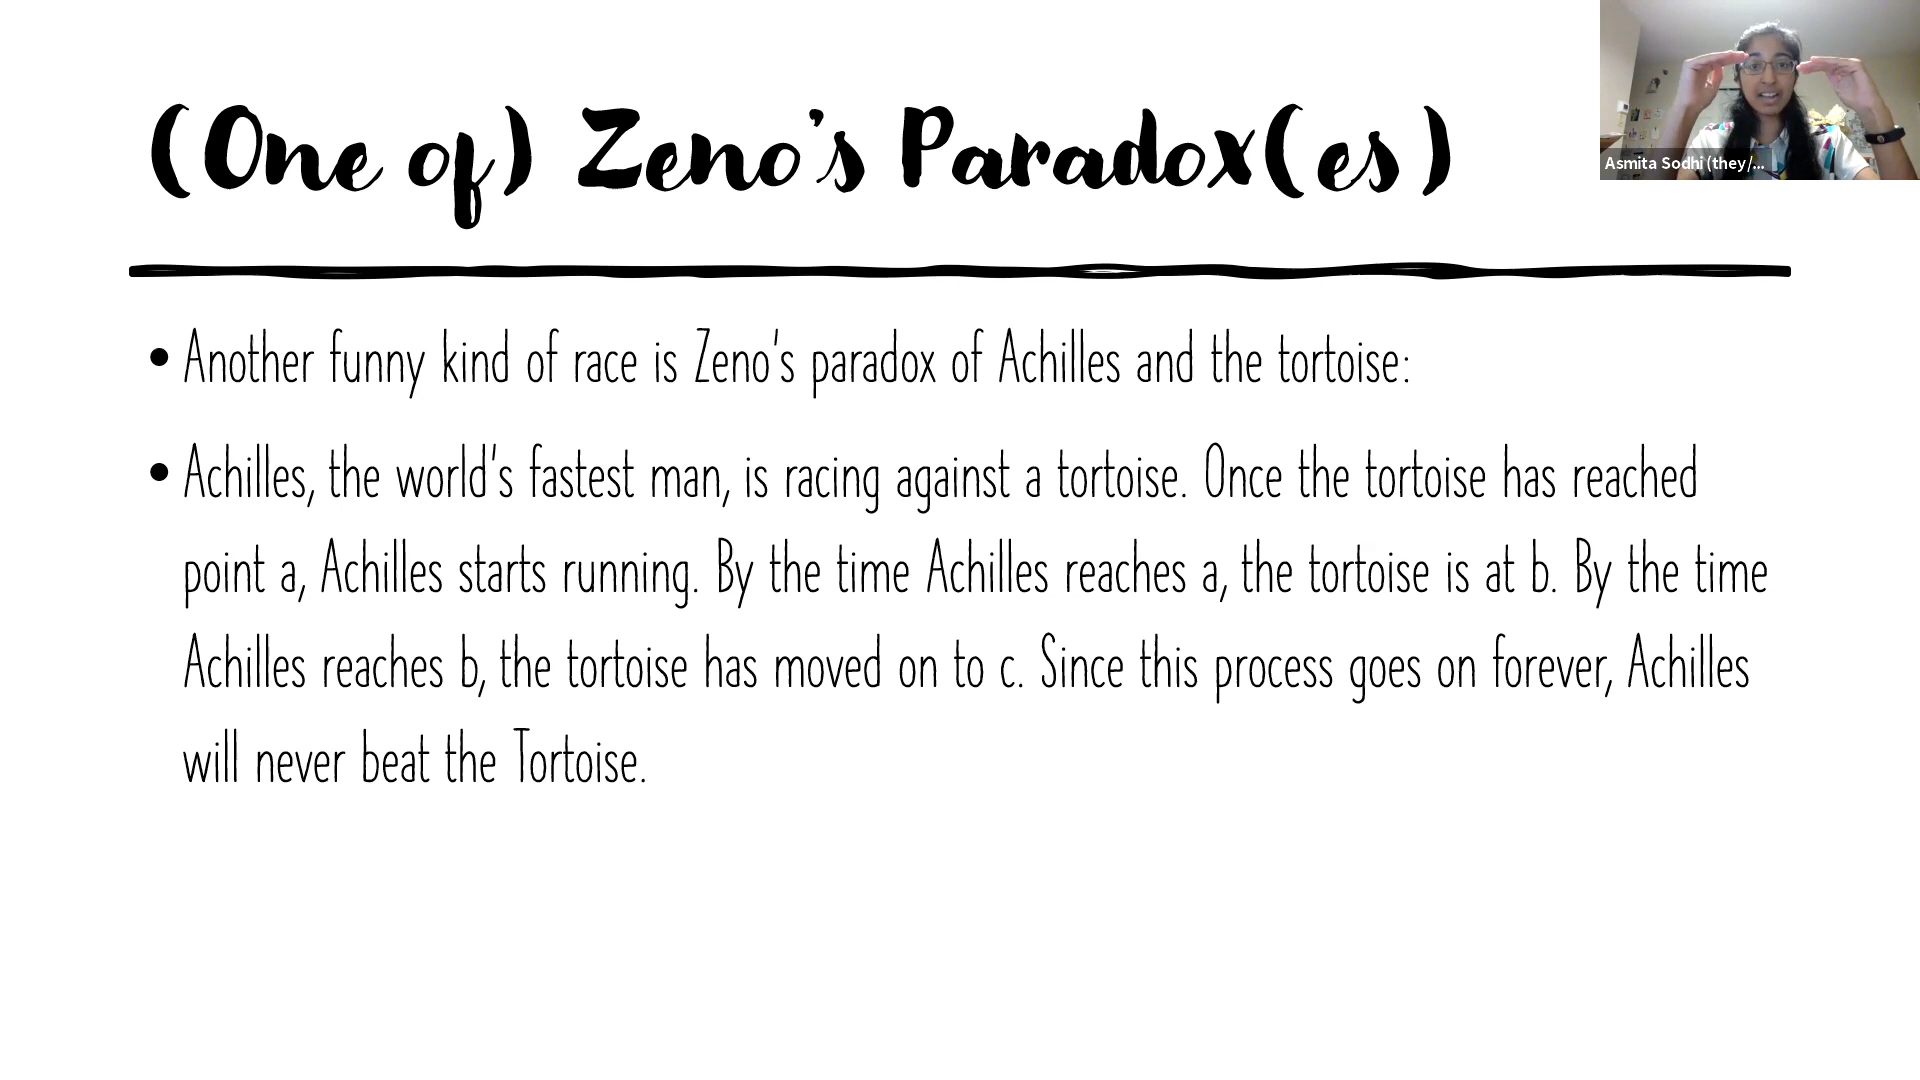 (One of) Zeno's Paradox(es)
Asmita Sodhi (they/...
• Another funny kind of race is Zeno's paradox of Achilles and the tortoise:
• Achilles, the world's fastest man, is racing against a tortoise. Once the tortoise has reached
point a, Achilles starts running. By the time Achilles reaches a, the tortoise is at b. By the time
Achilles reaches b, the tortoise has moved on to c. Since this process goes on forever, Achilles
will never beat the Tortoise.